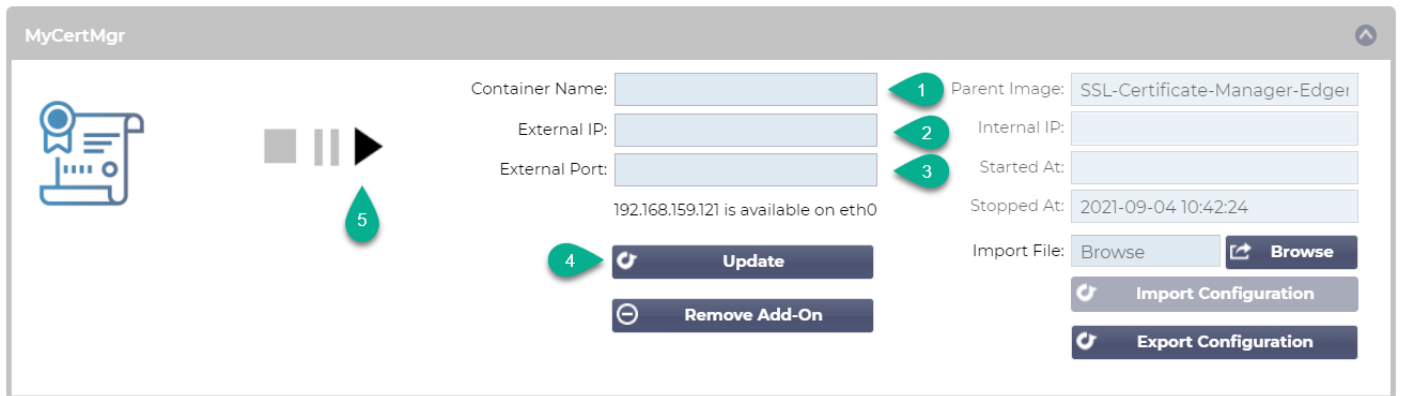 MyCertMgr
Container Name:
1
External IP:
2
External Port:
3
192.168.159.121 is available on eth0
5
4
Update
Remove Add-On
Parent Image: SSL-Certificate-Manager-Edger
Internal IP:
Started At:
Stopped At: 2021-09-04 10:42:24
Import File: Browse Browse
Import Configuration
Export Configuration